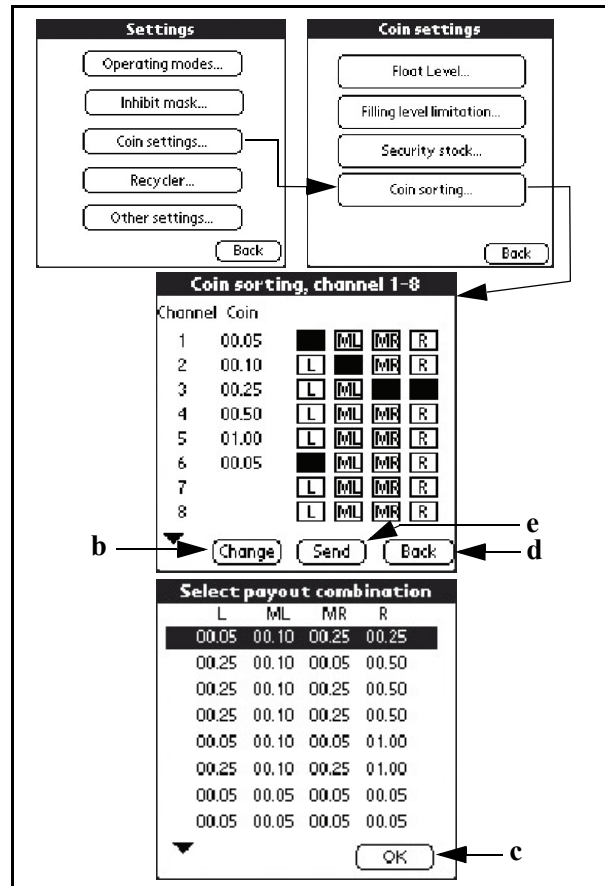 Settings
Operating modes...
Inhibit mask...
Coin settings...
Recycler...
Other settings...
Back
Coin settings
Float Level...
Filling level limitation...
Security stock...
Coin sorting...
Back
Coin sorting, channel 1-8
Channel Coin
1 00.05 ML MR R
2 00.10 L MR R
3 00.25 L ML
4 00.50 L ML MR R
5 01.00 L ML MR R
6 00.05 ML MR R
7 L ML MR R
8 L ML MR R
b Change Send Back e d
Select payout combination
L ML MR R
00.05 00.10 00.25 00.25
00.25 00.10 00.05 00.50
00.25 00.10 00.25 00.50
00.25 00.10 00.25 00.50
00.05 00.10 00.05 01.00
00.25 00.10 00.25 01.00
00.05 00.05 00.05 00.05
00.05 00.05 00.05 00.05
OK c